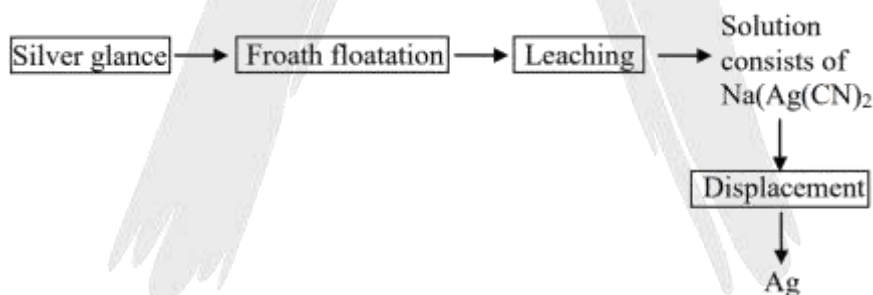 Silver glance
Froath floatation
Leaching
Solution
consists of
Na(Ag(CN)₂
Displacement
Ag